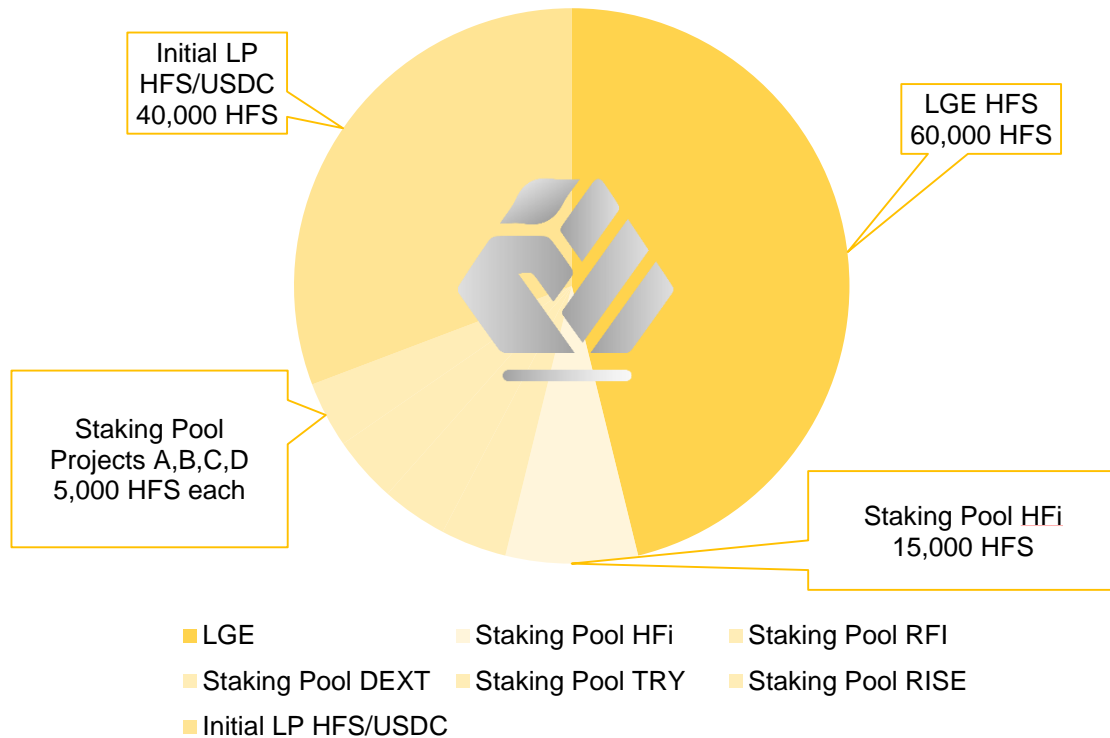 Initial LP
HFS/USDC
40,000 HFS
LGE HFS
60,000 HFS
Staking Pool
Projects A,B,C,D
5,000 HFS each
Staking Pool HFi
15,000 HFS
LGE
Staking Pool HFi
Staking Pool RFI
Staking Pool DEXT
Staking Pool TRY
Staking Pool RISE
Initial LP HFS/USDC